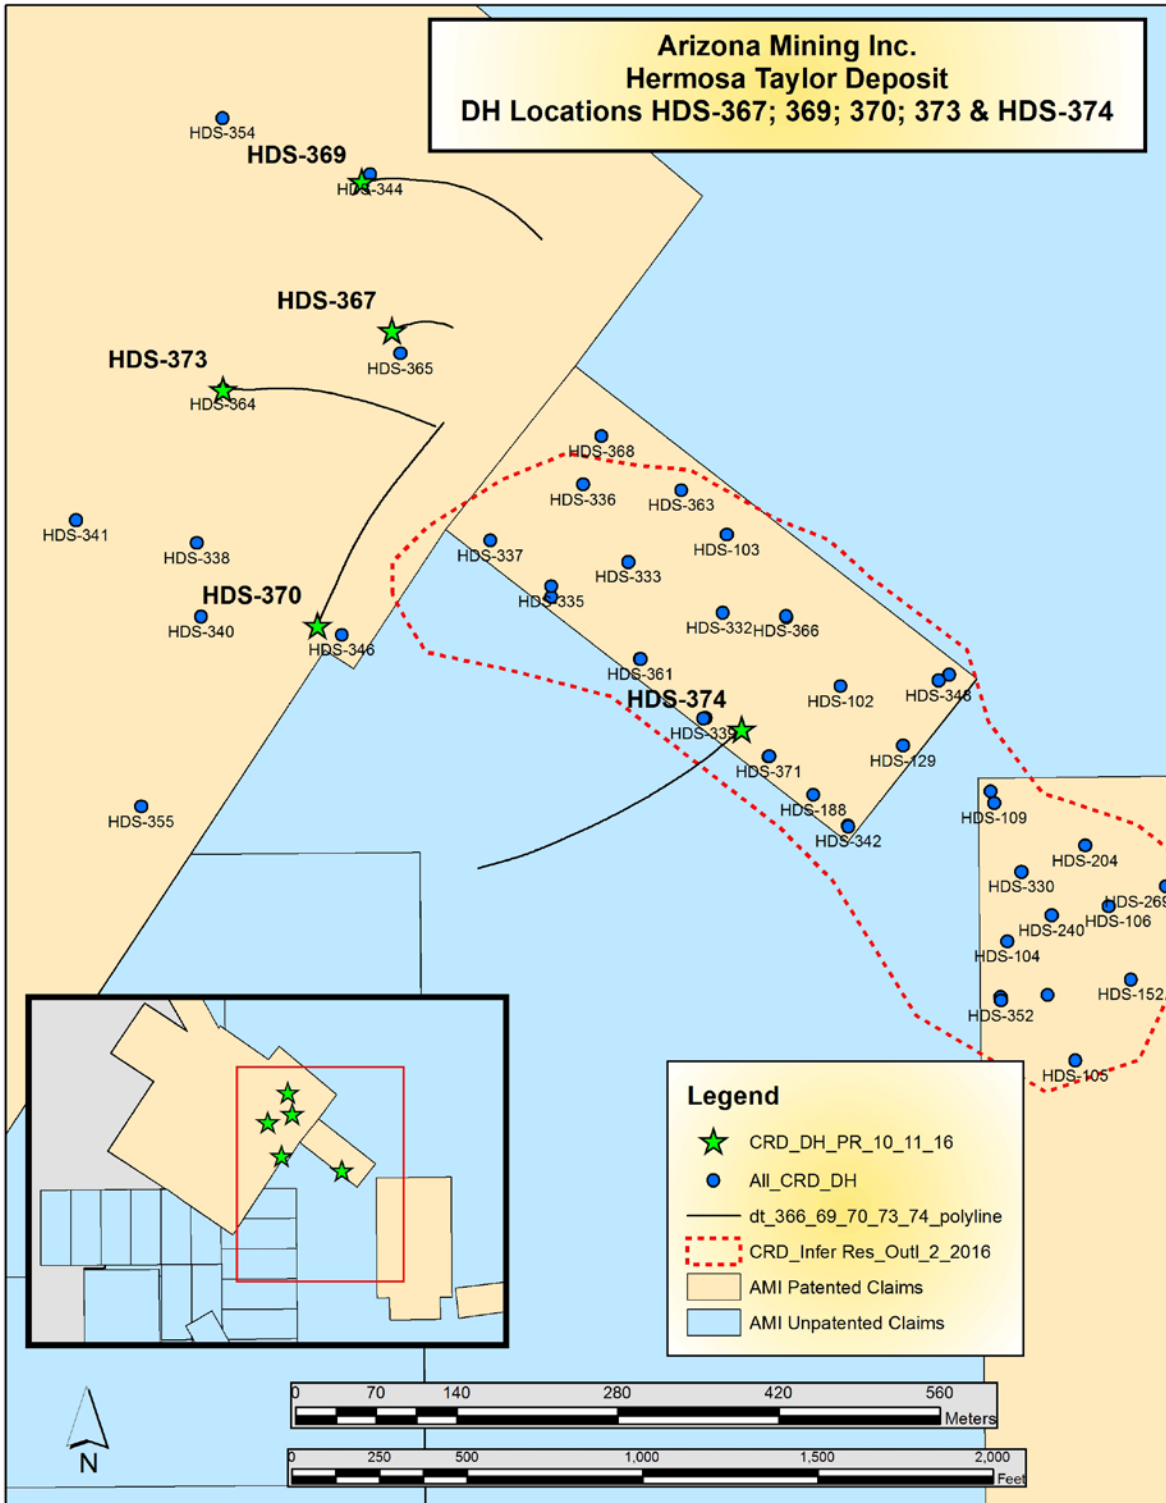 Arizona Mining Inc.
Hermosa Taylor Deposit
DH Locations HDS-367; 369; 370; 373 & HDS-374
HDS-354
HDS-369
HDS-344
HDS-367
HDS-365
HDS-373
HDS-364
HDS-368
HDS-336
HDS-363
HDS-341
HDS-338
HDS-337
HDS-103
HDS-333
HDS-370
HDS-335
HDS-340
HDS-346
HDS-332
HDS-366
HDS-361
HDS-374
HDS-102
HDS-348
HDS-339
HDS-371
HDS-129
HDS-188
HDS-355
HDS-109
HDS-342
HDS-204
HDS-330
HDS-269
HDS-106
HDS-240
HDS-104
HDS-152
HDS-352
HDS-105
Legend
CRD_DH_PR_10_11_16
All_CRD_DH
dt_366_69_70_73_74_polyline
CRD_Infer Res_Outl_2_2016
AMI Patented Claims
AMI Unpatented Claims
N
0 70 140 280 420 560
Meters
0 250 500 1,000 1,500 2,000
Feet